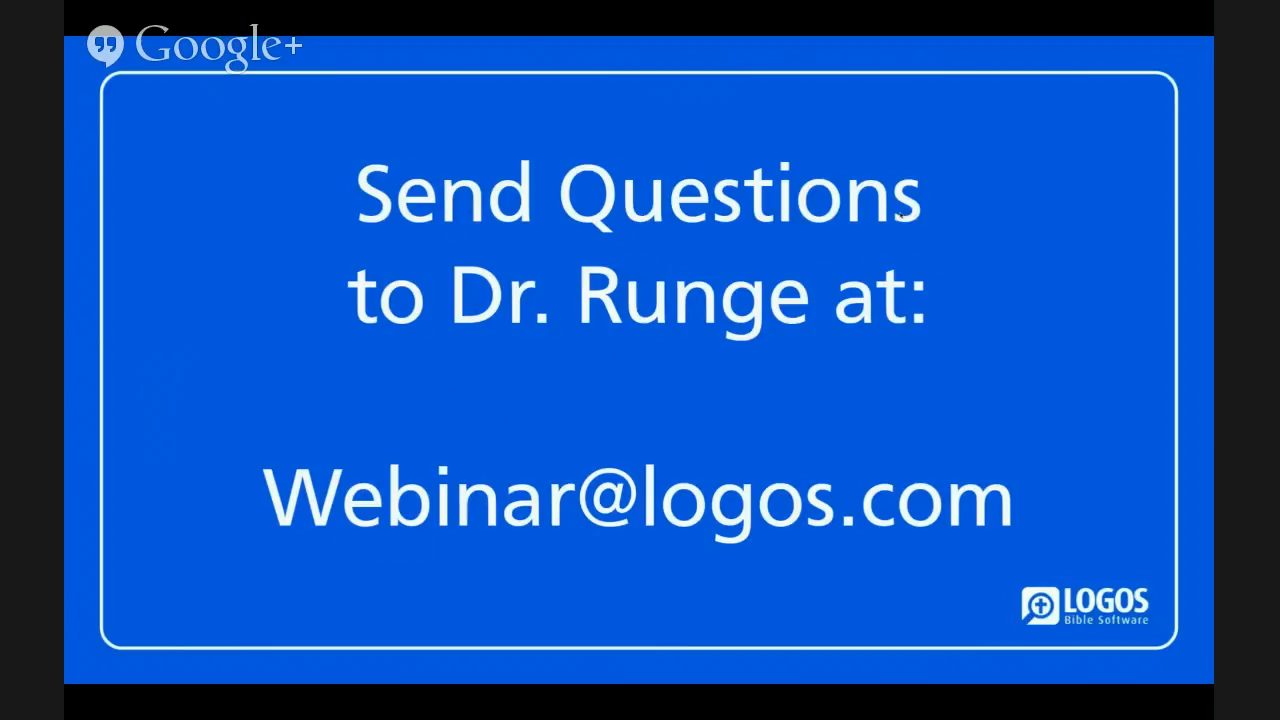 Google+
Send Questions
to Dr. Runge at:
Webinar@logos.com
LOGOS
Bible Software